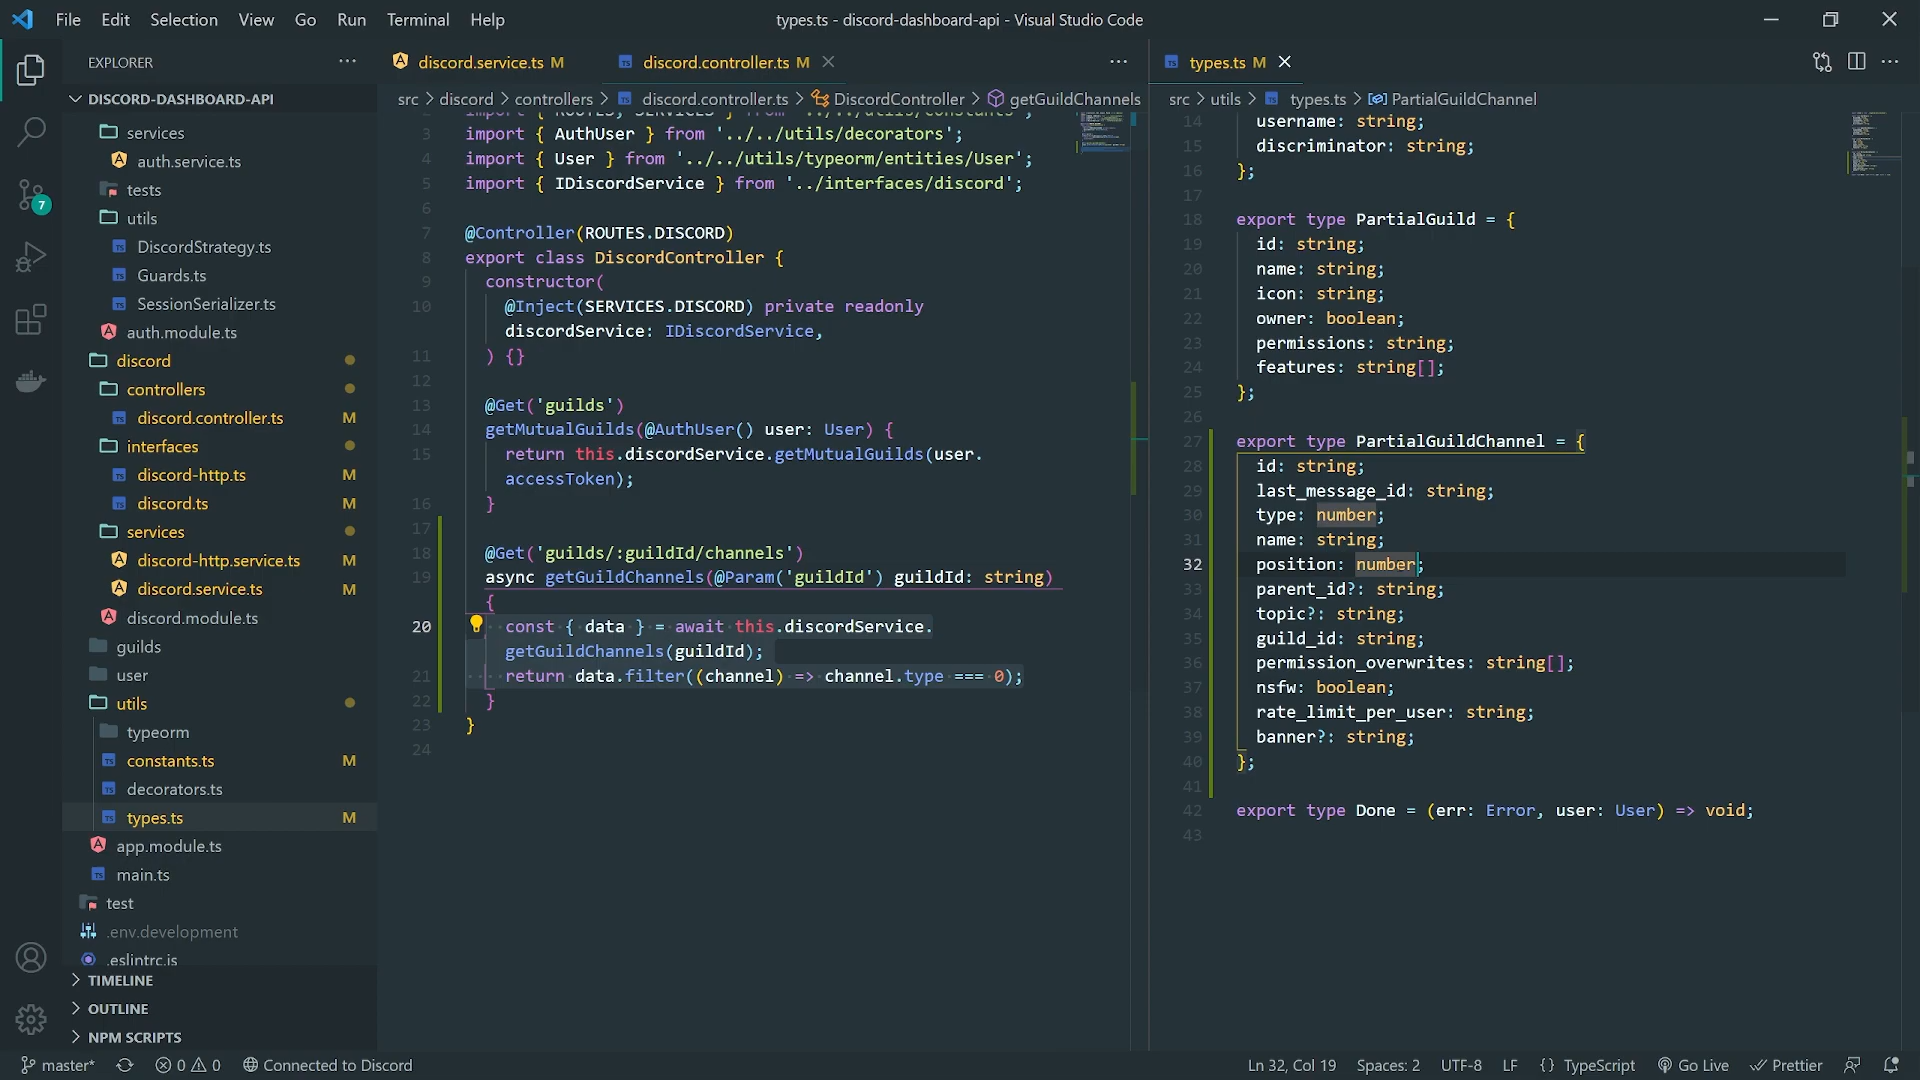 File Edit Selection View Go Run Terminal Help
types.ts - discord-dashboard-api - Visual Studio Code
EXPLORER
DISCORD-DASHBOARD-API
services
auth.service.ts
tests
utils
DiscordStrategy.ts
Guards.ts
SessionSerializer.ts
auth.module.ts
discord
controllers
discord.controller.ts M
interfaces
discord-http.ts M
discord.ts M
services
discord-http.service.ts M
discord.service.ts M
discord.module.ts
guilds
user
utils
typeorm
constants.ts M
decorators.ts
types.ts M
app.module.ts
main.ts
test
.env.development
.eslintrc.js
TIMELINE
OUTLINE
NPM SCRIPTS
7
discord.service.ts M
discord.controller.ts M
src > discord > controllers > discord.controller.ts > DiscordController > getGuildChannels
import { ROUTES, SERVICES } from '../../utils/constants';
3 import { AuthUser } from '../../utils/decorators';
4 import { User } from '../../utils/typeorm/entities/User';
5 import { IDiscordService } from '../interfaces/discord';
6
7 @Controller(ROUTES.DISCORD)
8 export class DiscordController {
9 constructor(
10 @Inject(SERVICES.DISCORD) private readonly
discordService: IDiscordService,
11 ) {}
12
13 @Get('guilds')
14 getMutualGuilds(@AuthUser() user: User) {
15 return this.discordService.getMutualGuilds(user.
accessToken);
16 }
17
18 @Get('guilds/:guildId/channels')
19 async getGuildChannels(@Param('guildId') guildId: string)
{
20 const { data } = await this.discordService.
getGuildChannels(guildId);
21 return data.filter((channel) => channel.type === 0);
22 }
23 }
24
types.ts M
src > utils > types.ts > PartialGuildChannel
14 username: string;
15 discriminator: string;
16 };
17
18 export type PartialGuild = {
19 id: string;
20 name: string;
21 icon: string;
22 owner: boolean;
23 permissions: string;
24 features: string[];
25 };
26
27 export type PartialGuildChannel = {
28 id: string;
29 last_message_id: string;
30 type: number;
31 name: string;
32 position: number;
33 parent_id?: string;
34 topic?: string;
35 guild_id: string;
36 permission_overwrites: string[];
37 nsfw: boolean;
38 rate_limit_per_user: string;
39 banner?: string;
40 };
41
42 export type Done = (err: Error, user: User) => void;
43
master* 0 0 Connected to Discord
Ln 32, Col 19 Spaces: 2 UTF-8 LF {} TypeScript Go Live Prettier